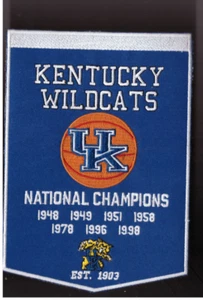 KENTUCKY
WILDCATS
UK
NATIONAL CHAMPIONS
1948 1949 1951 1958
1978 1996 1998
EST. 1903